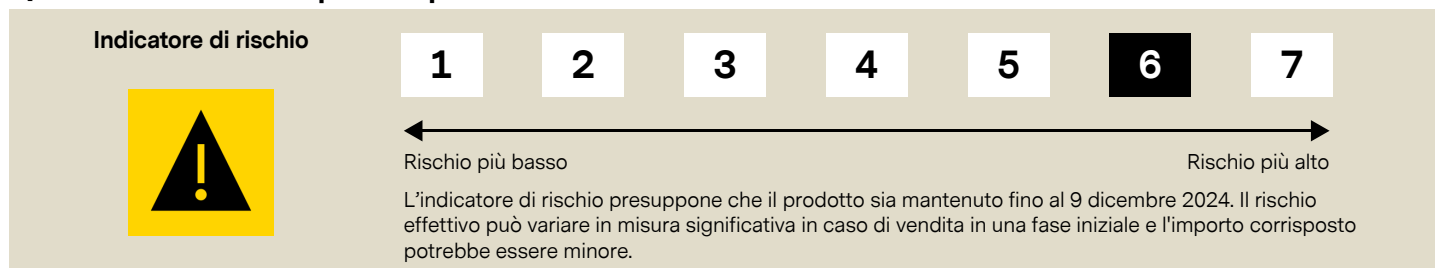 Indicatore di rischio
1 2 3 4 5 6 7
Rischio più basso Rischio più alto
L'indicatore di rischio presuppone che il prodotto sia mantenuto fino al 9 dicembre 2024. Il rischio
effettivo può variare in misura significativa in caso di vendita in una fase iniziale e l'importo corrisposto
potrebbe essere minore.